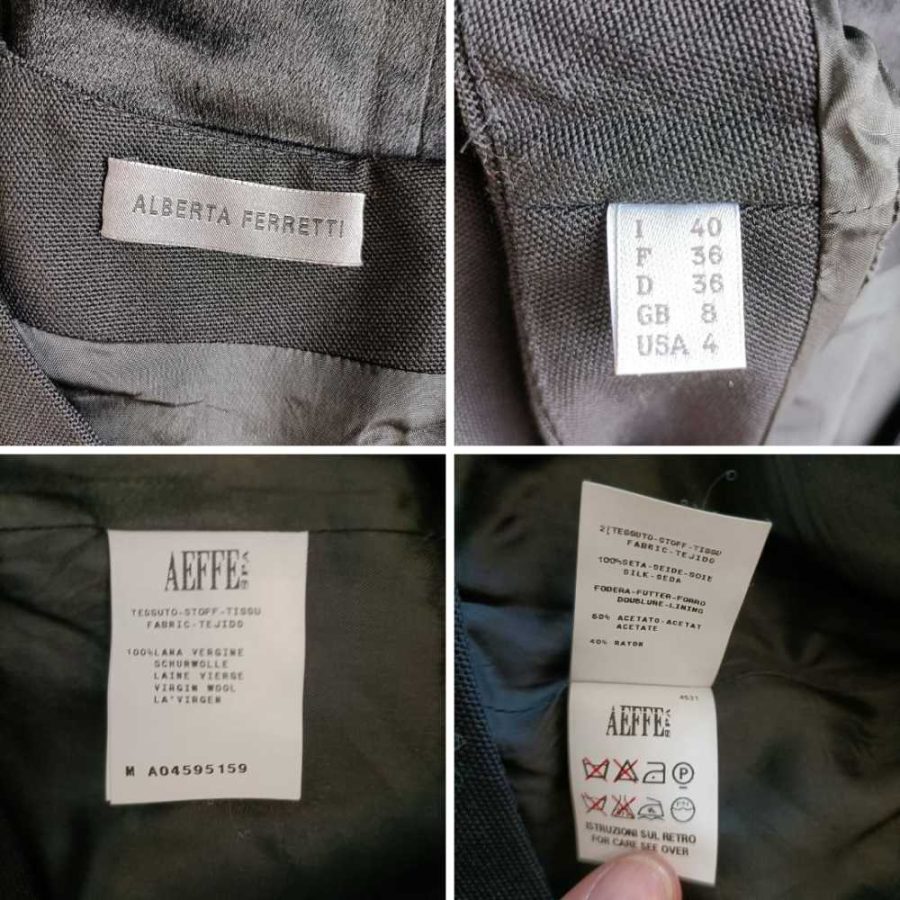 ALBERTA FERRETTI
I 40
F 36
D 36
GB 8
USA 4
AEFFE SPA
TESSUTO-STOFF-TISSU
FABRIC-TEJIDO
100%LANA VERGINE
SCHURWOLLE
LAINE VIERGE
VIRGIN WOOL
LA'VIRGEN
M A04595159
2[TESSUTO-STOFF-TISSU
FABRIC-TEJIDO
100%SETA-SEIDE-SOIE
SILK-SEDA
FODERA-FUTTER-FORRO
DOUBLURE-LINING
60% ACETATO-ACETAT
ACETATE
40% RAYON
4531
AEFFE SPA
P
ISTRUZIONI SUL RETRO
FOR CARE SEE OVER